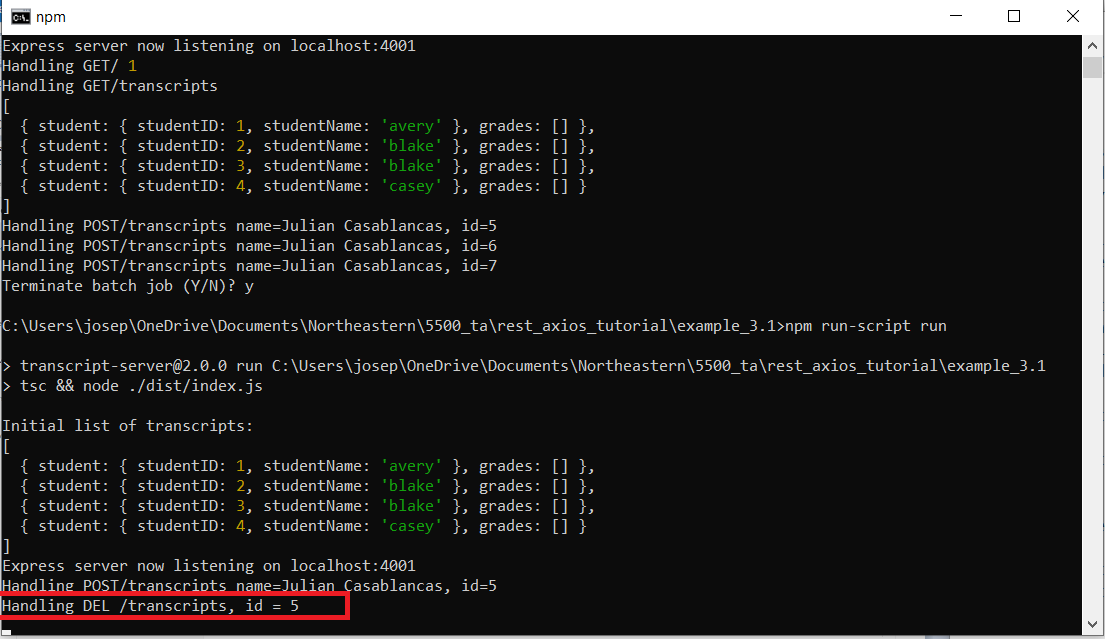 npm
Express server now listening on localhost:4001
Handling GET/ 1
Handling GET/transcripts
[
  { student: { studentID: 1, studentName: 'avery' }, grades: [] },
  { student: { studentID: 2, studentName: 'blake' }, grades: [] },
  { student: { studentID: 3, studentName: 'blake' }, grades: [] },
  { student: { studentID: 4, studentName: 'casey' }, grades: [] }
]
Handling POST/transcripts name=Julian Casablancas, id=5
Handling POST/transcripts name=Julian Casablancas, id=6
Handling POST/transcripts name=Julian Casablancas, id=7
Terminate batch job (Y/N)? y
C:\Users\josep\OneDrive\Documents\Northeastern\5500_ta\rest_axios_tutorial\example_3.1>npm run-script run
> transcript-server@2.0.0 run C:\Users\josep\OneDrive\Documents\Northeastern\5500_ta\rest_axios_tutorial\example_3.1
> tsc && node ./dist/index.js
Initial list of transcripts:
[
  { student: { studentID: 1, studentName: 'avery' }, grades: [] },
  { student: { studentID: 2, studentName: 'blake' }, grades: [] },
  { student: { studentID: 3, studentName: 'blake' }, grades: [] },
  { student: { studentID: 4, studentName: 'casey' }, grades: [] }
]
Express server now listening on localhost:4001
Handling POST/transcripts name=Julian Casablancas, id=5
Handling DEL /transcripts, id = 5